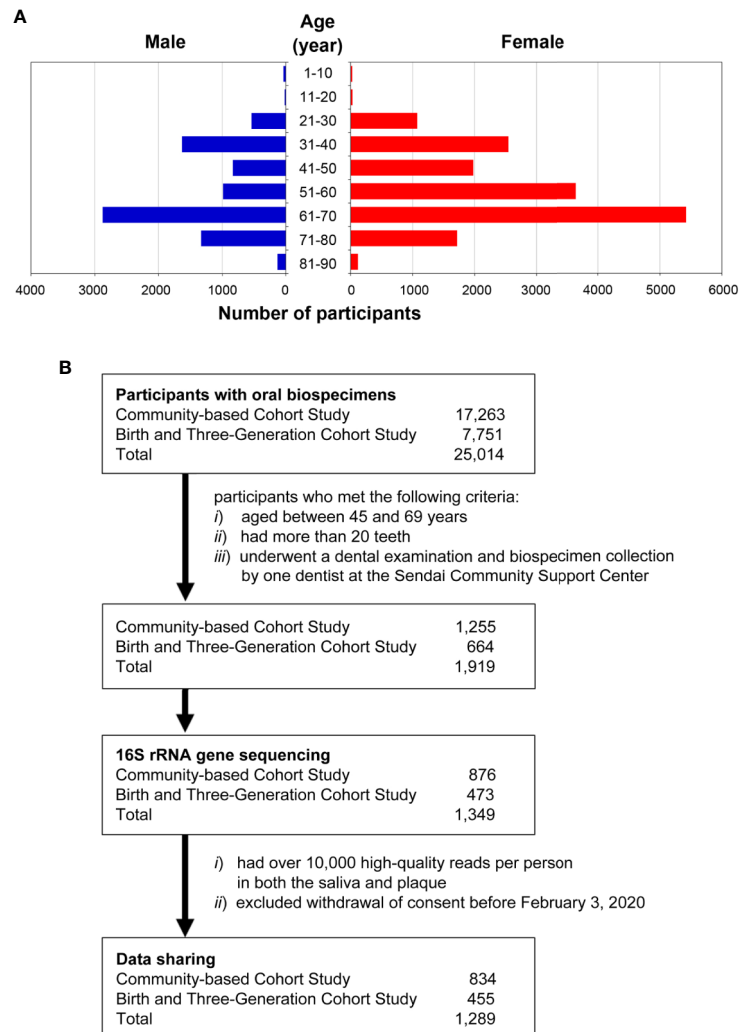 A
Male
Age
(year)
Female
1-10
11-20
21-30
31-40
41-50
51-60
61-70
71-80
81-90
4000 3000 2000 1000 0 0 1000 2000 3000 4000 5000 6000
Number of participants
B
Participants with oral biospecimens
Community-based Cohort Study 17,263
Birth and Three-Generation Cohort Study 7,751
Total 25,014
participants who met the following criteria:
i) aged between 45 and 69 years
ii) had more than 20 teeth
iii) underwent a dental examination and biospecimen collection
by one dentist at the Sendai Community Support Center
Community-based Cohort Study 1,255
Birth and Three-Generation Cohort Study 664
Total 1,919
16S rRNA gene sequencing
Community-based Cohort Study 876
Birth and Three-Generation Cohort Study 473
Total 1,349
i) had over 10,000 high-quality reads per person
in both the saliva and plaque
ii) excluded withdrawal of consent before February 3, 2020
Data sharing
Community-based Cohort Study 834
Birth and Three-Generation Cohort Study 455
Total 1,289